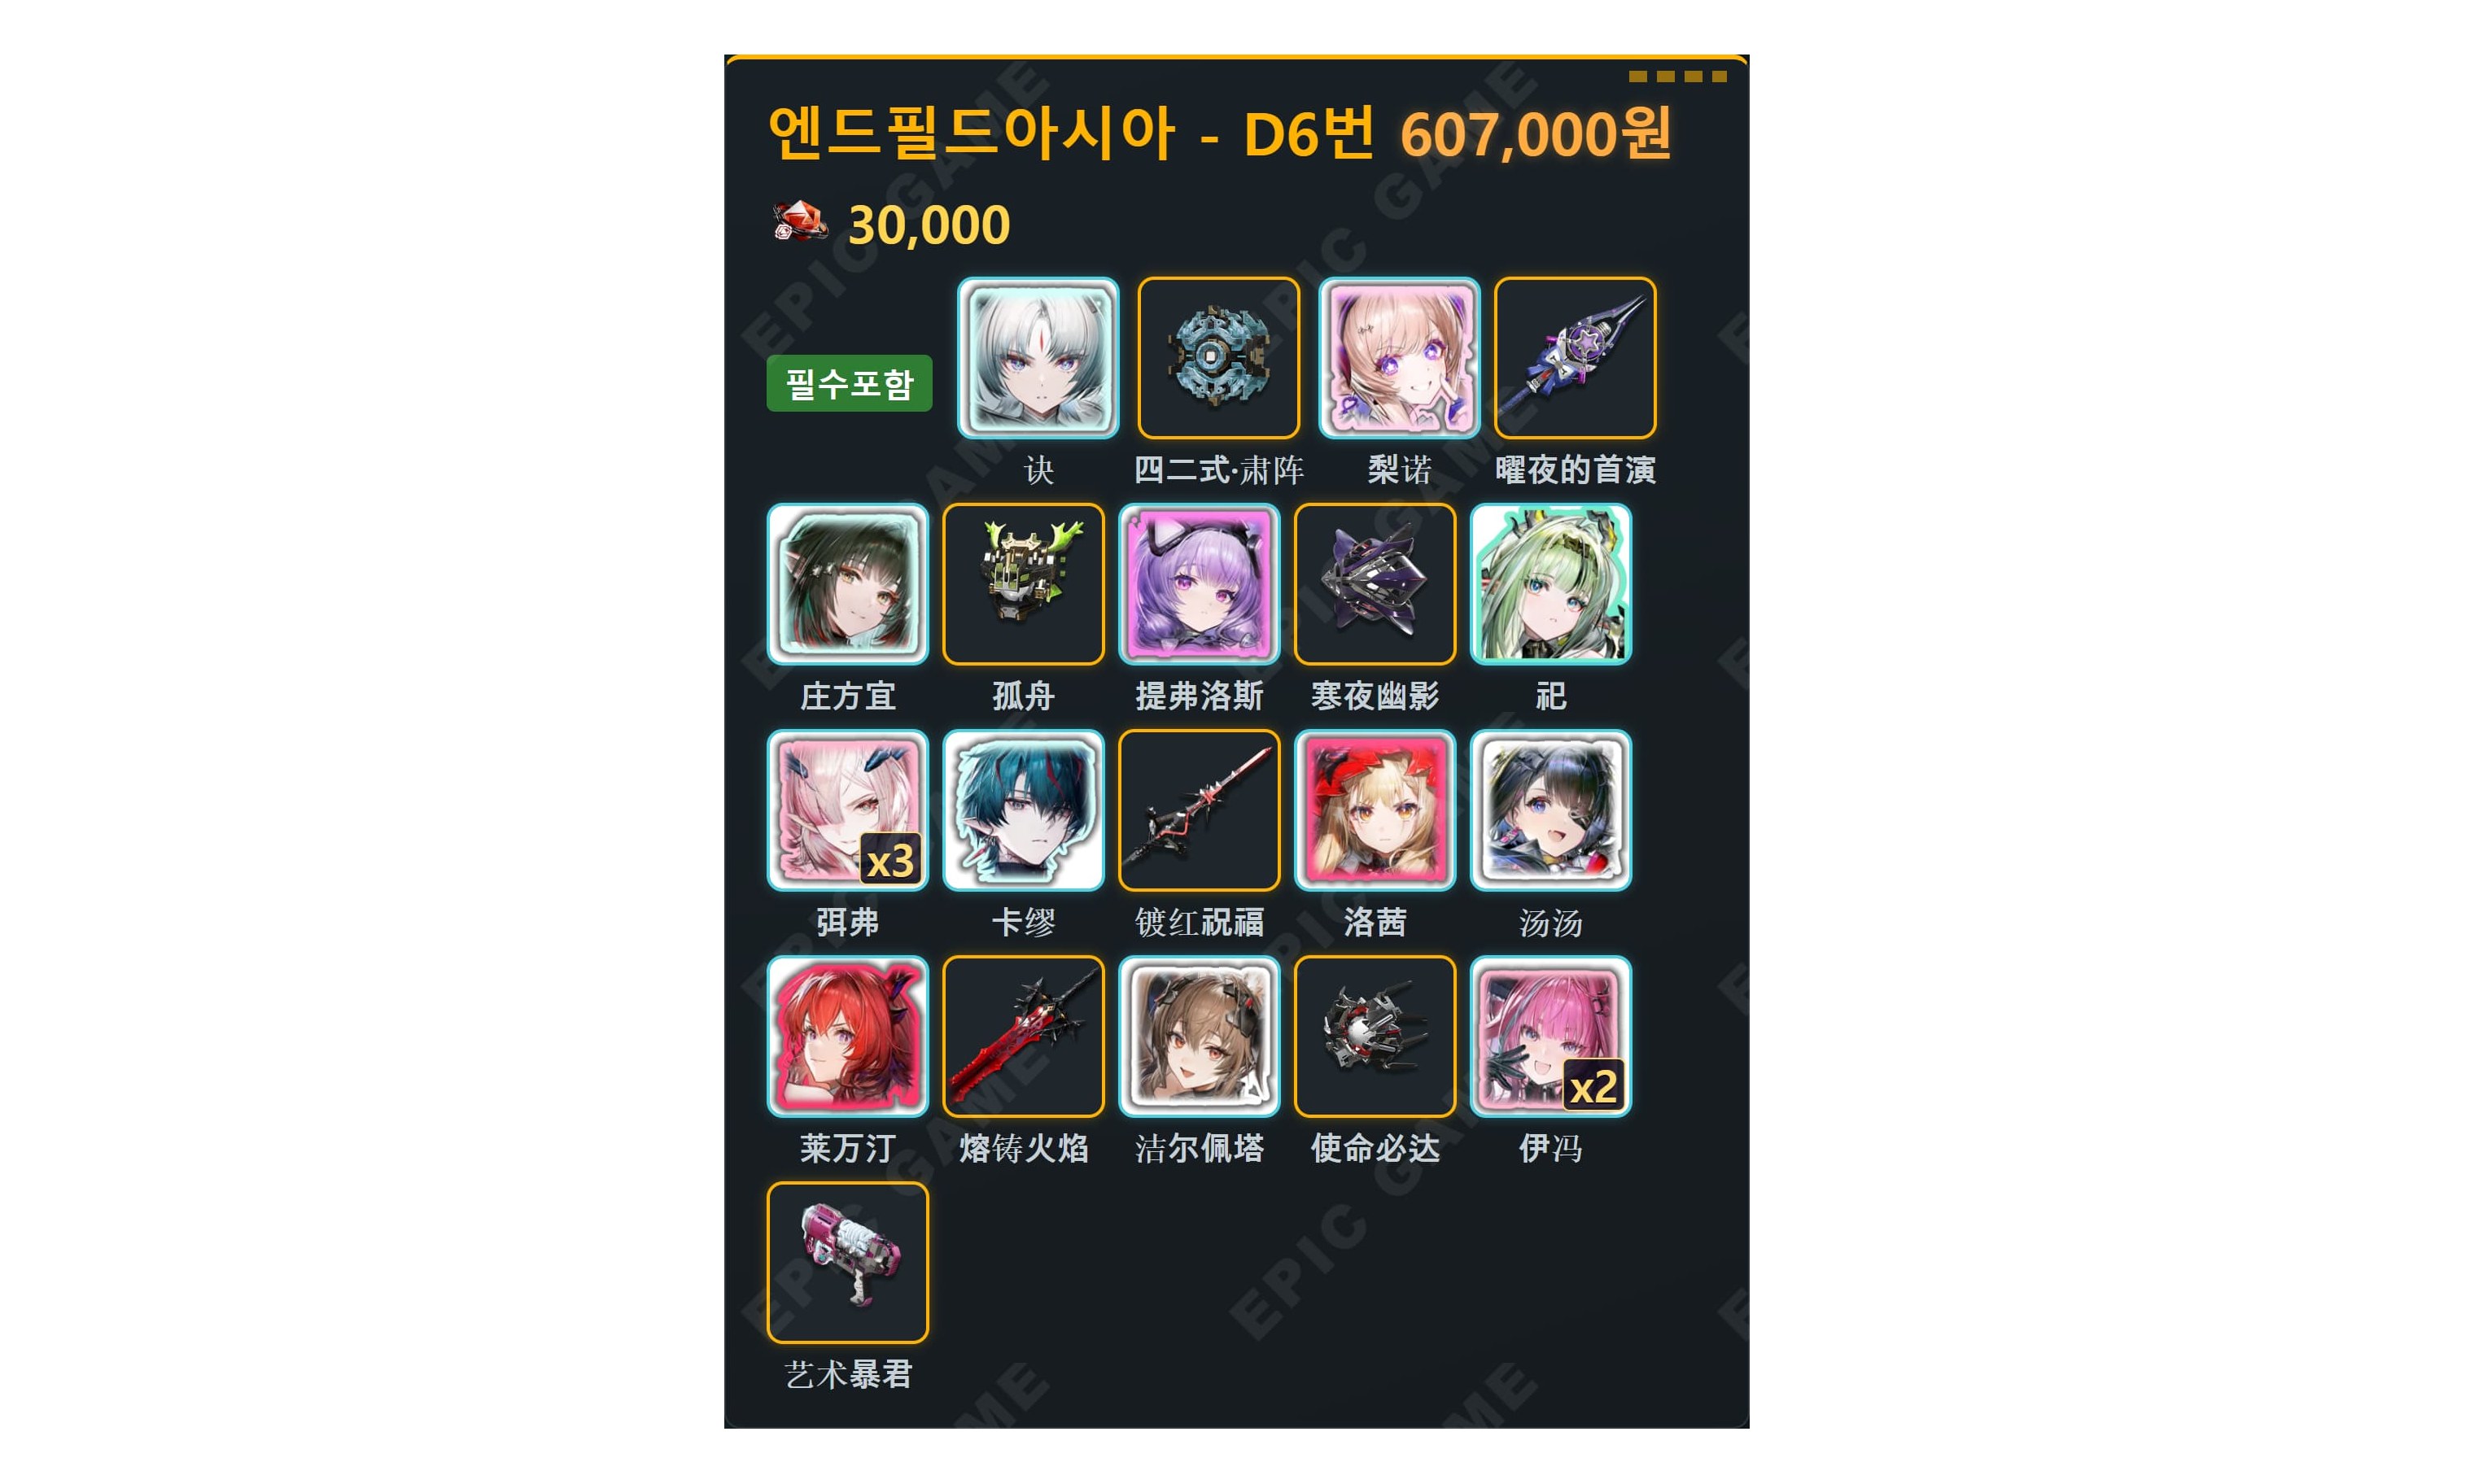 엔드필드아시아 - D6번 607,000원
30,000
필수포함
诀 四二式·肃阵 梨诺 曜夜的首演
庄方宜 孤舟 提弗洛斯 寒夜幽影 祀
x3
弭弗 卡缪 镀红祝福 洛茜 汤汤
x2
莱万汀 熔铸火焰 洁尔佩塔 使命必达 伊冯
艺术暴君
EPIC GAME